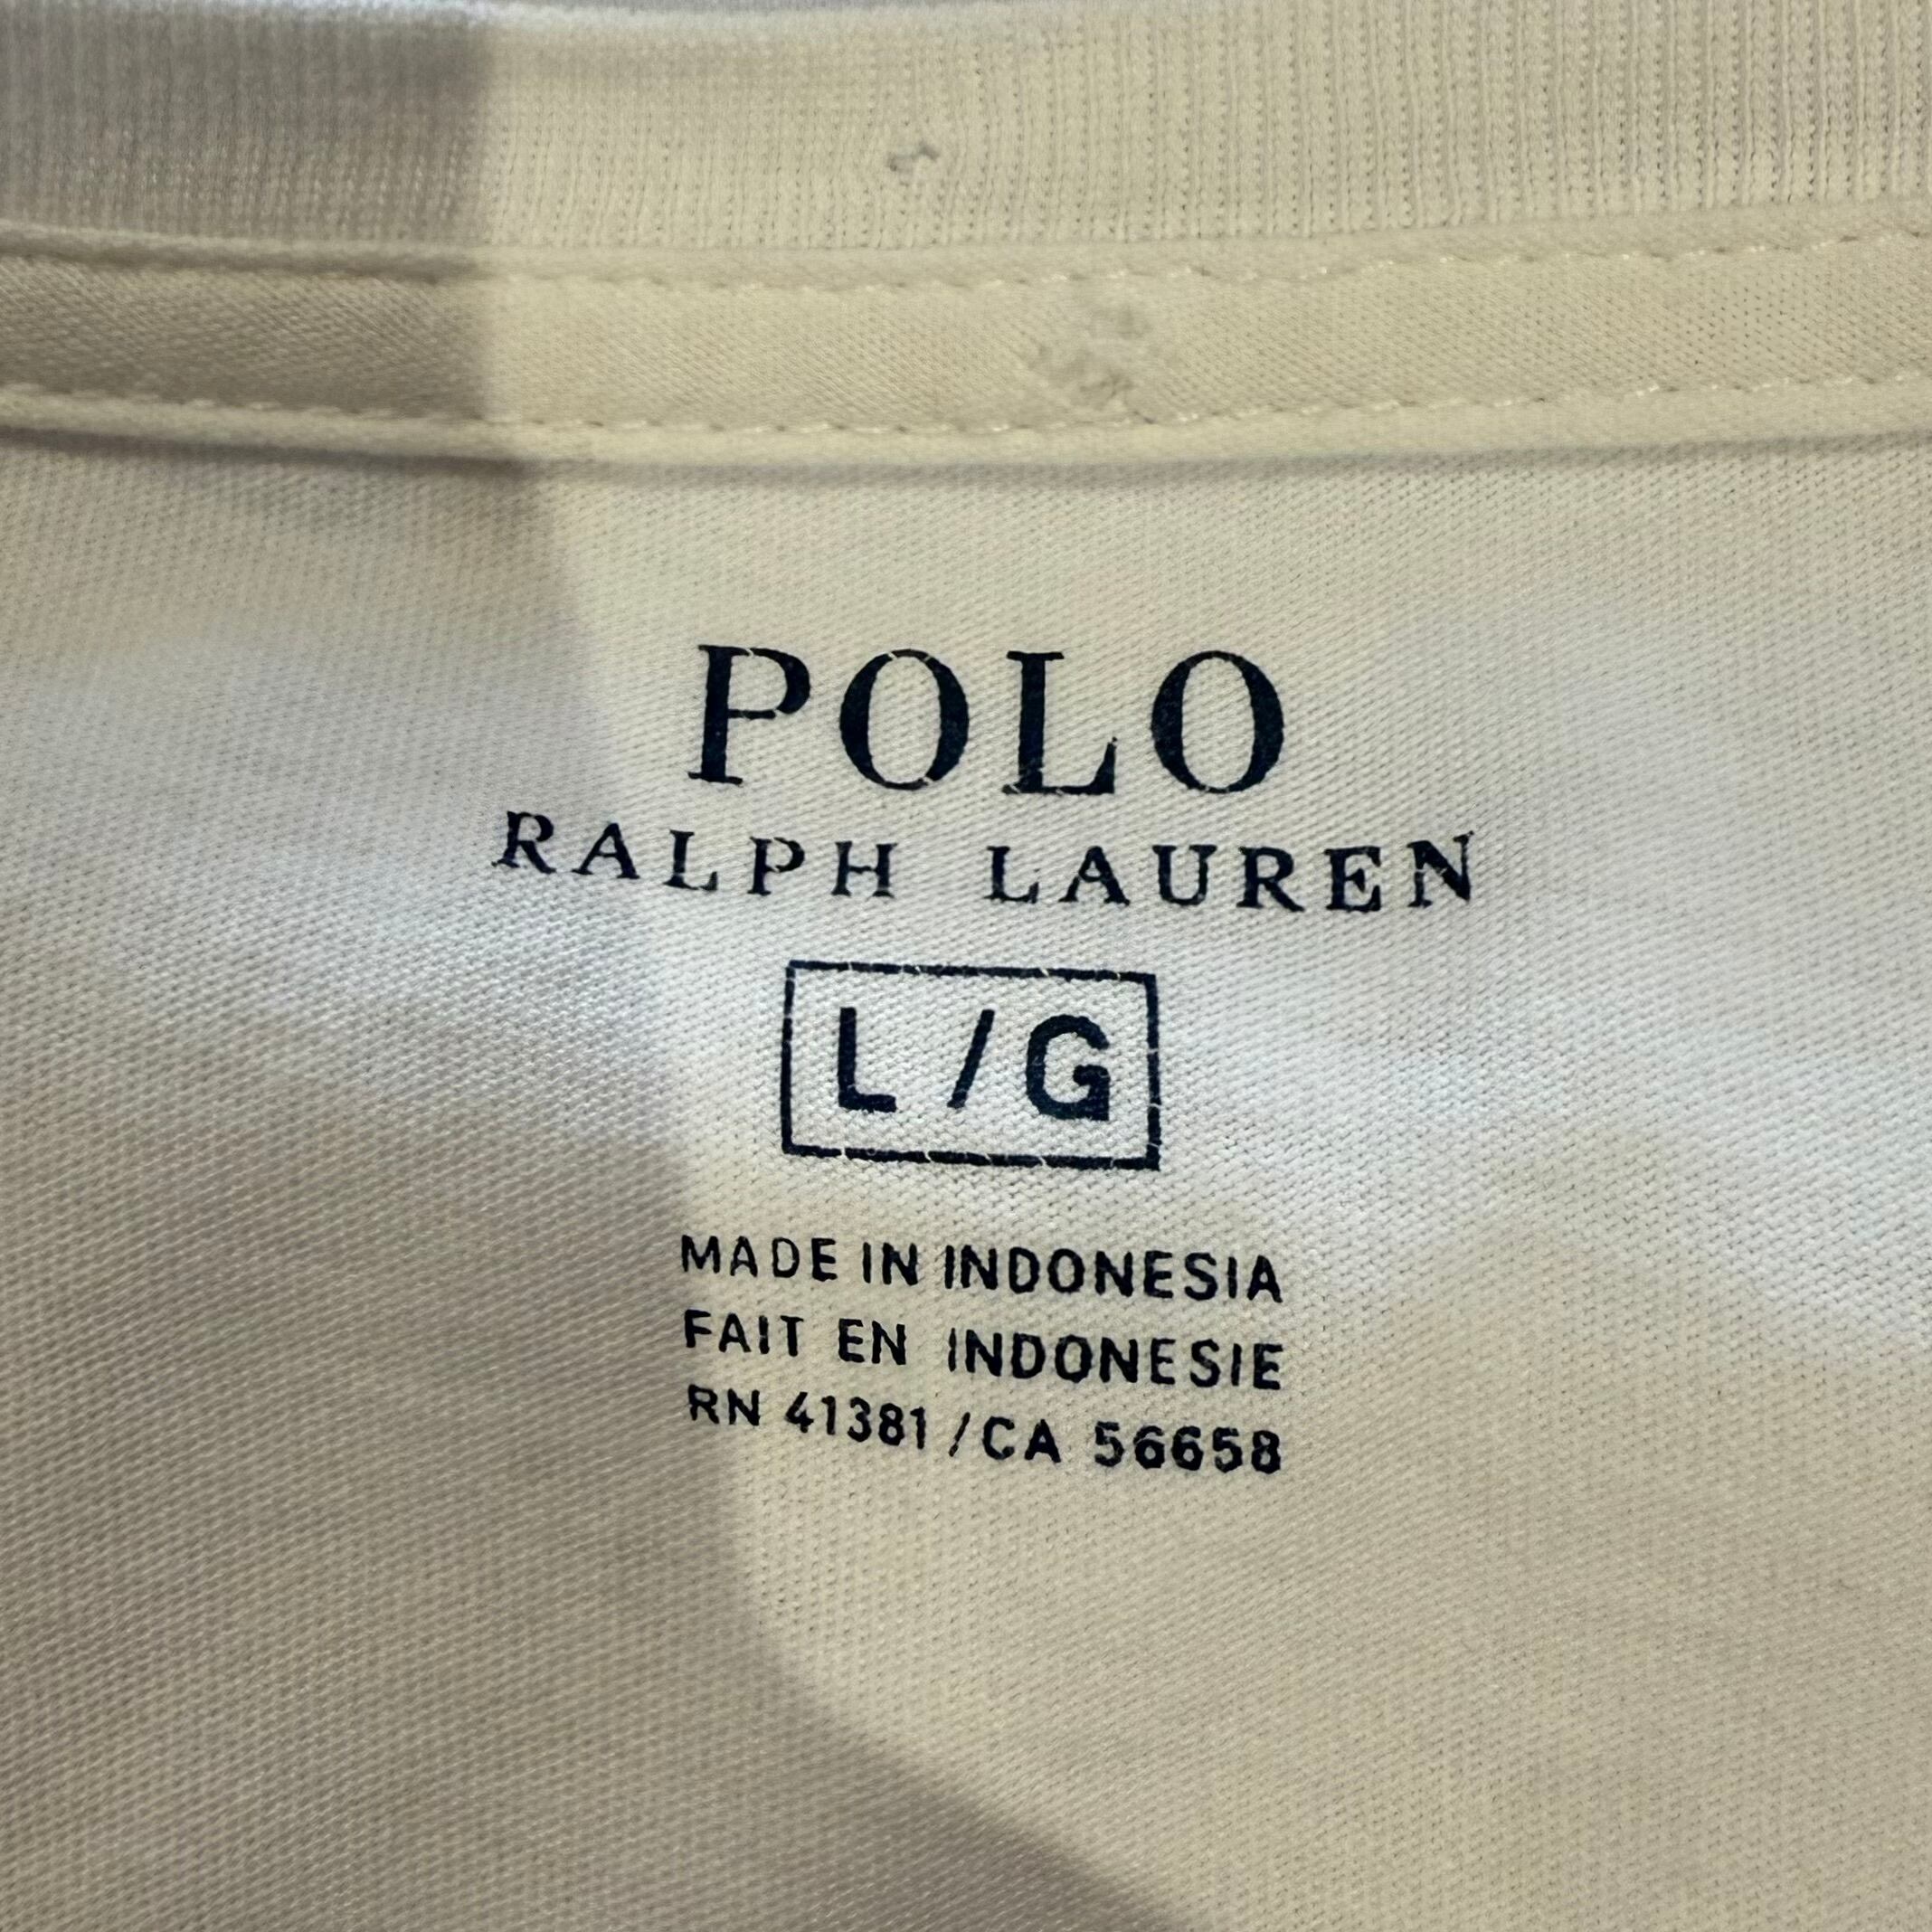 POLO
RALPH LAUREN
L/G
MADE IN INDONESIA
FAIT EN INDONESIE
RN 41381/CA 56658